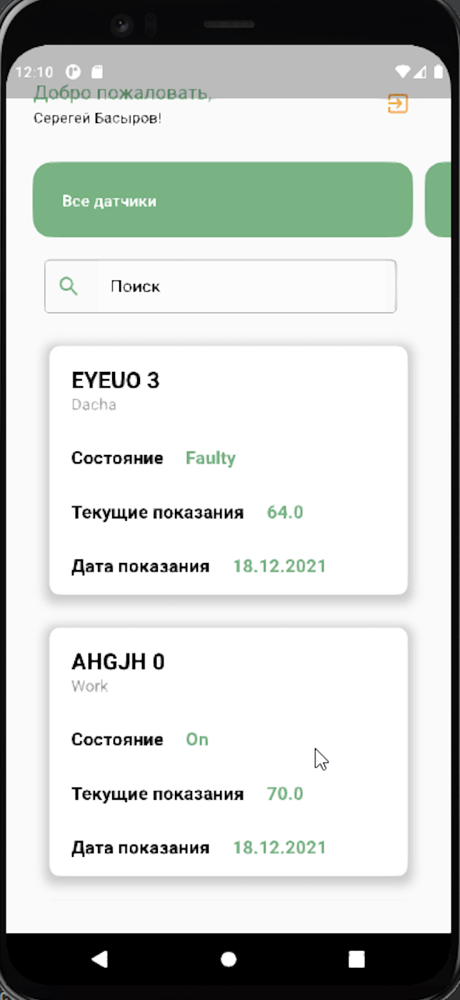 12:10
Добро пожаловать,
Серегей Басыров!
Все датчики
Поиск
EYEUO 3
Dacha
Состояние Faulty
Текущие показания 64.0
Дата показания 18.12.2021
AHGJH 0
Work
Состояние On
Текущие показания 70.0
Дата показания 18.12.2021